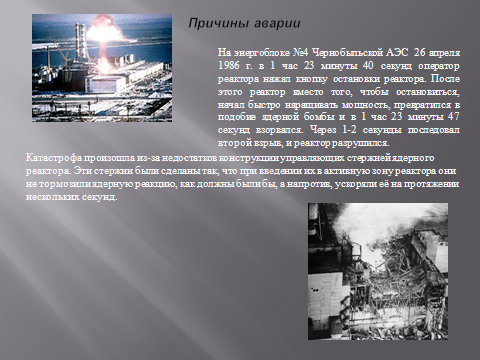 Причины аварии
На энергоблоке №4 Чернобыльской АЭС 26 апреля
1986 г. в 1 час 23 минуты 40 секунд оператор
реактора нажал кнопку остановки реактора. После
этого реактор вместо того, чтобы остановиться,
начал быстро наращивать мощность, превратился в
подобие ядерной бомбы и в 1 час 23 минуты 47
секунд взорвался. Через 1-2 секунды последовал
второй взрыв, и реактор разрушился.
Катастрофа произошла из-за недостатков конструкции управляющих стержней ядерного
реактора. Эти стержни были сделаны так, что при введении их в активную зону реактора они
не тормозили ядерную реакцию, как должны были бы, а напротив, ускоряли её на протяжении
нескольких секунд.